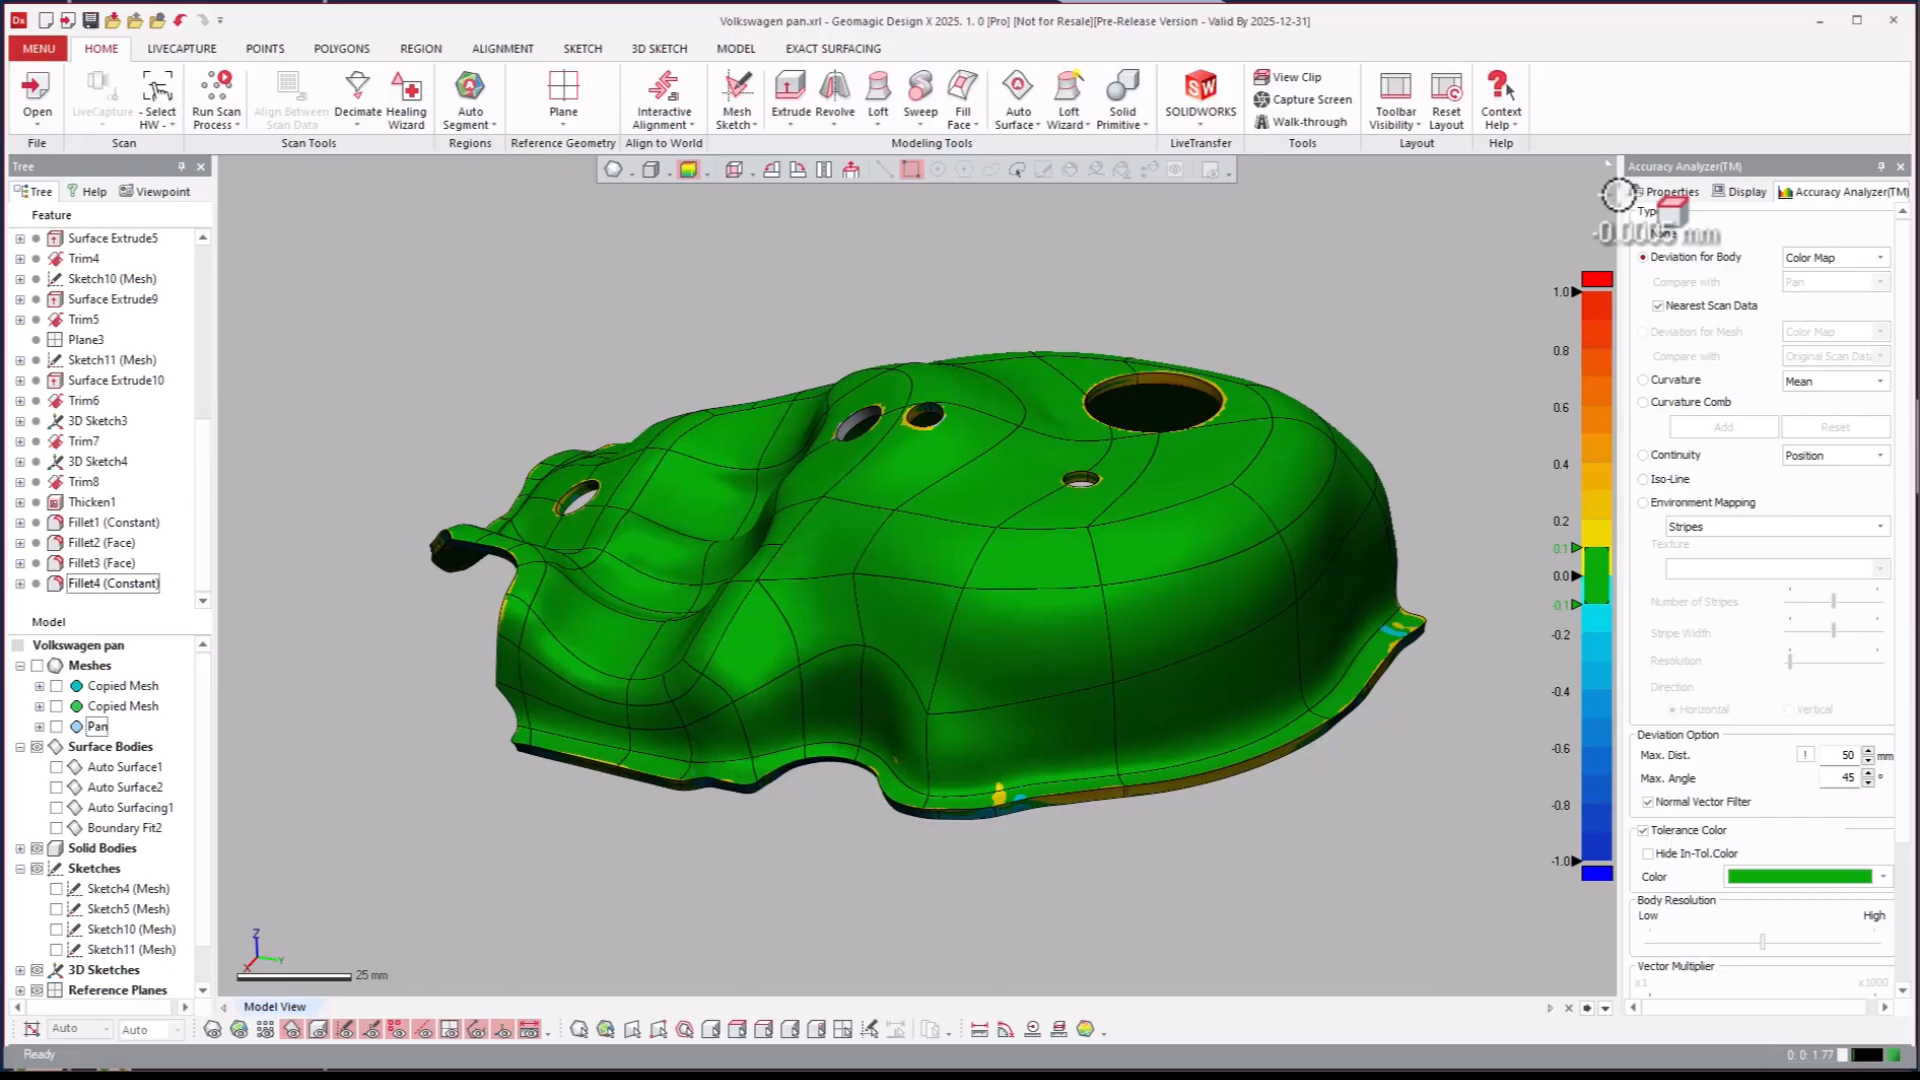 Volkswagen pan.xrl - Geomagic Design X 2025. 1. 0 [Pro] [Not for Resale][Pre-Release Version - Valid By 2025-12-31]
MENU HOME LIVECAPTURE POINTS POLYGONS REGION ALIGNMENT SKETCH 3D SKETCH MODEL EXACT SURFACING
Open
LiveCapture
- Select HW -
Run Scan Process
Align Between Scan Data
Decimate
Healing Wizard
Auto Segment
Plane
Interactive Alignment
Mesh Sketch
Extrude
Revolve
Loft
Sweep
Fill Face
Auto Surface
Loft Wizard
Solid Primitive
SOLIDWORKS
View Clip
Capture Screen
Walk-through
Toolbar Visibility
Reset Layout
Context Help
File Scan Scan Tools Regions Reference Geometry Align to World Modeling Tools LiveTransfer Tools Layout Help
Tree
Tree Help Viewpoint
Feature
Surface Extrude5
Trim4
Sketch10 (Mesh)
Surface Extrude9
Trim5
Plane3
Sketch11 (Mesh)
Surface Extrude10
Trim6
3D Sketch3
Trim7
3D Sketch4
Trim8
Thicken1
Fillet1 (Constant)
Fillet2 (Face)
Fillet3 (Face)
Fillet4 (Constant)
Model
Volkswagen pan
Meshes
Copied Mesh
Copied Mesh
Pan
Surface Bodies
Auto Surface1
Auto Surface2
Auto Surfacing1
Boundary Fit2
Solid Bodies
Sketches
Sketch4 (Mesh)
Sketch5 (Mesh)
Sketch10 (Mesh)
Sketch11 (Mesh)
3D Sketches
Reference Planes
Z
Y
X
25 mm
1.0
0.8
0.6
0.4
0.2
0.1
0.0
-0.1
-0.2
-0.4
-0.6
-0.8
-1.0
Accuracy Analyzer(TM)
Properties Display Accuracy Analyzer(TM)
Deviation for Body Color Map
Compare with Pan
Nearest Scan Data
Deviation for Mesh Color Map
Compare with Original Scan Data
Curvature Mean
Curvature Comb
Add Reset
Continuity Position
Iso-Line
Environment Mapping
Stripes
Texture
Number of Stripes
Stripe Width
Resolution
Direction
Horizontal Vertical
Deviation Option
Max. Dist. ! 50 mm
Max. Angle 45 °
Normal Vector Filter
Tolerance Color
Hide In-Tol.Color
Color
Body Resolution
Low High
Vector Multiplier
x1 x1000
Model View
Auto Auto
Ready
0: 0: 1.77